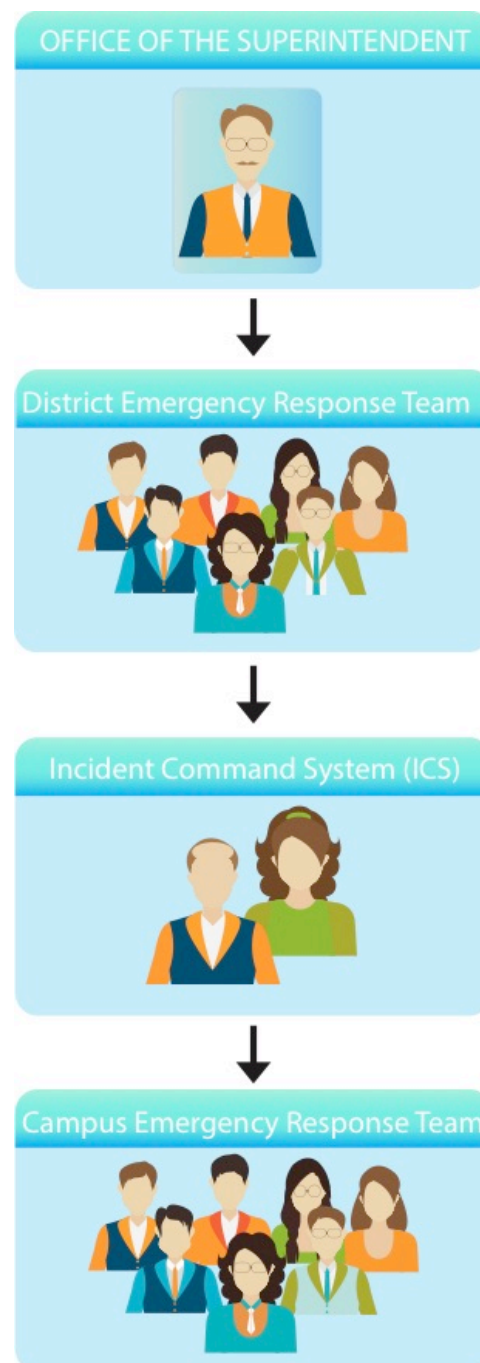 OFFICE OF THE SUPERINTENDENT
District Emergency Response Team
Incident Command System (ICS)
Campus Emergency Response Team